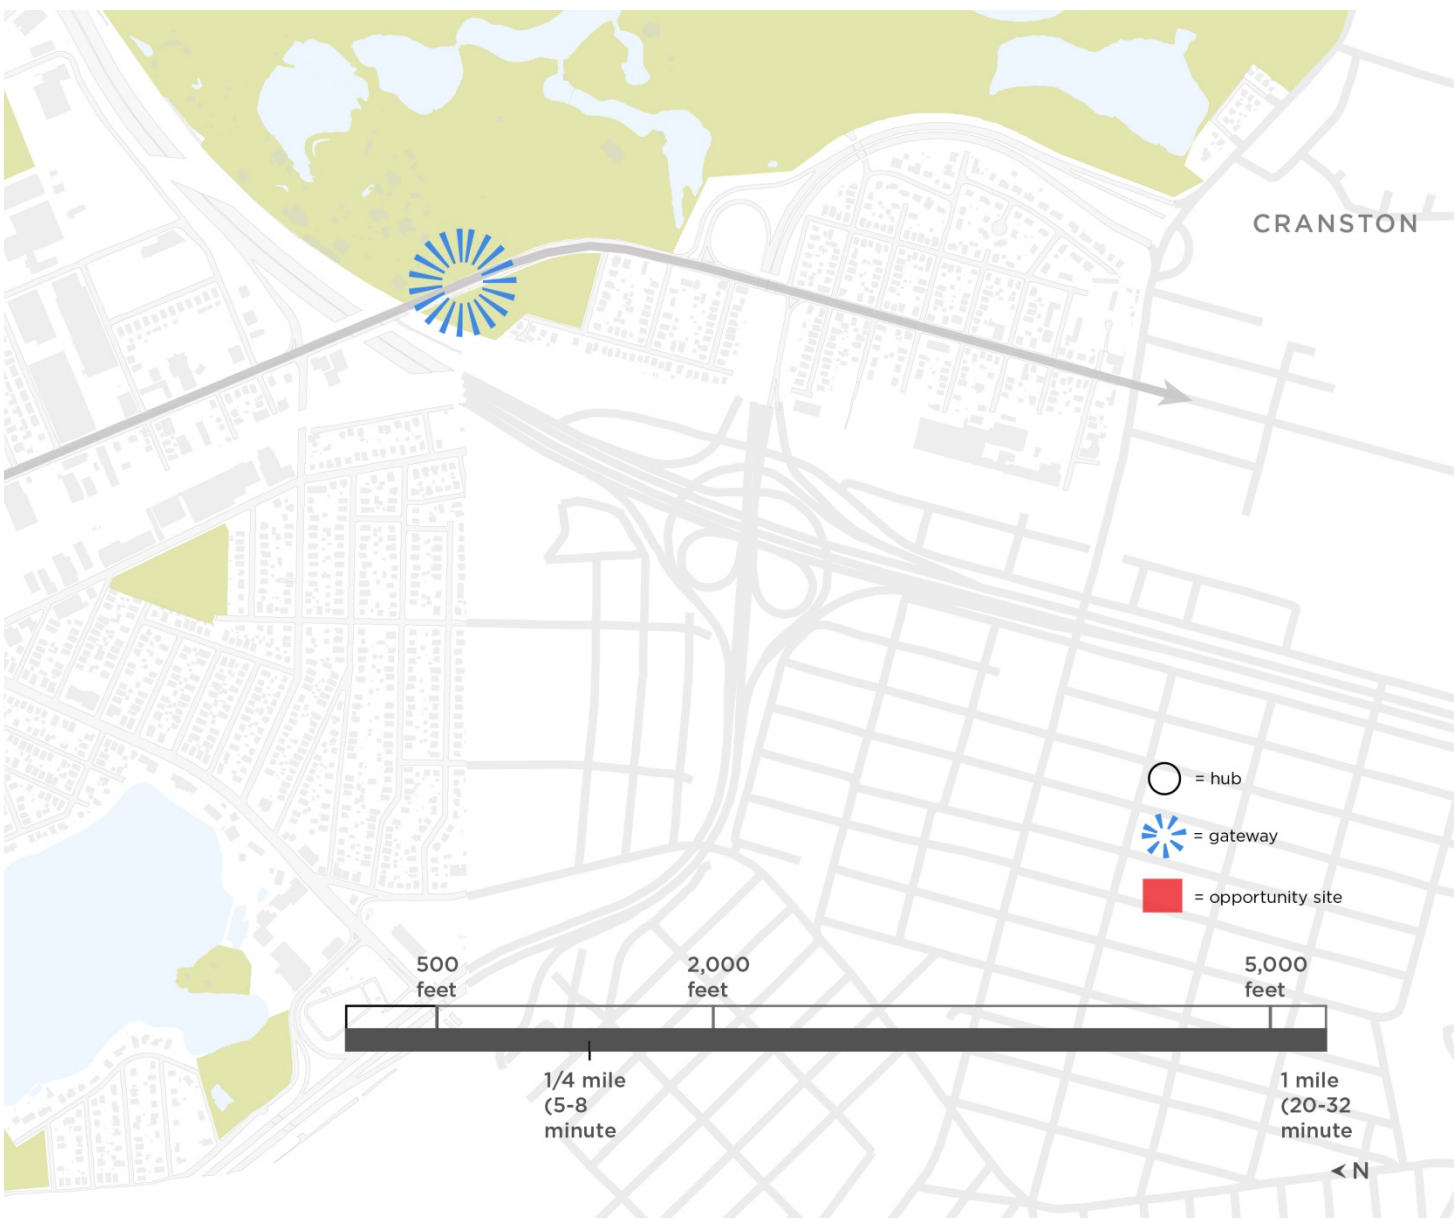 CRANSTON
= hub
= gateway
= opportunity site
500
feet
2,000
feet
5,000
feet
1/4 mile
(5-8
minute
1 mile
(20-32
minute
N